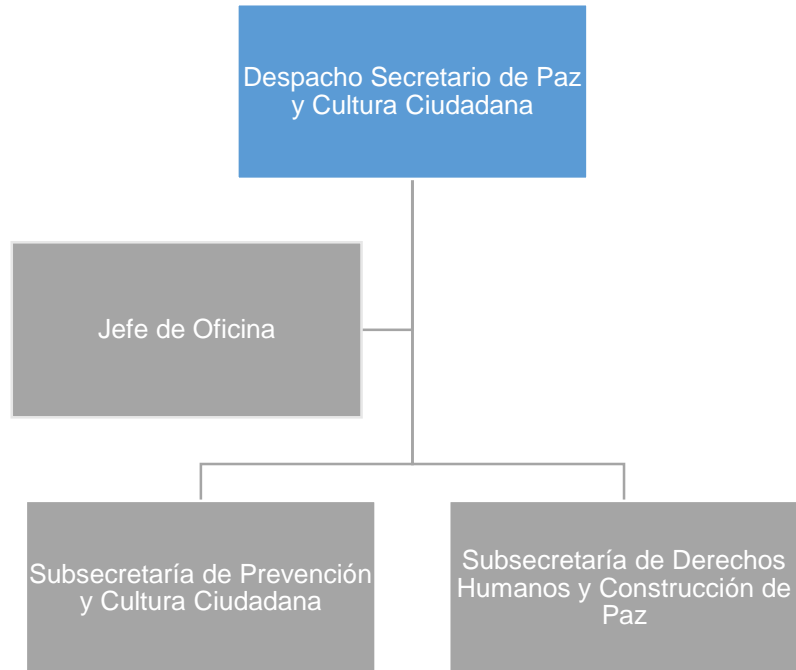 Despacho Secretario de Paz
y Cultura Ciudadana
Jefe de Oficina
Subsecretaría de Prevención
y Cultura Ciudadana
Subsecretaría de Derechos
Humanos y Construcción de
Paz